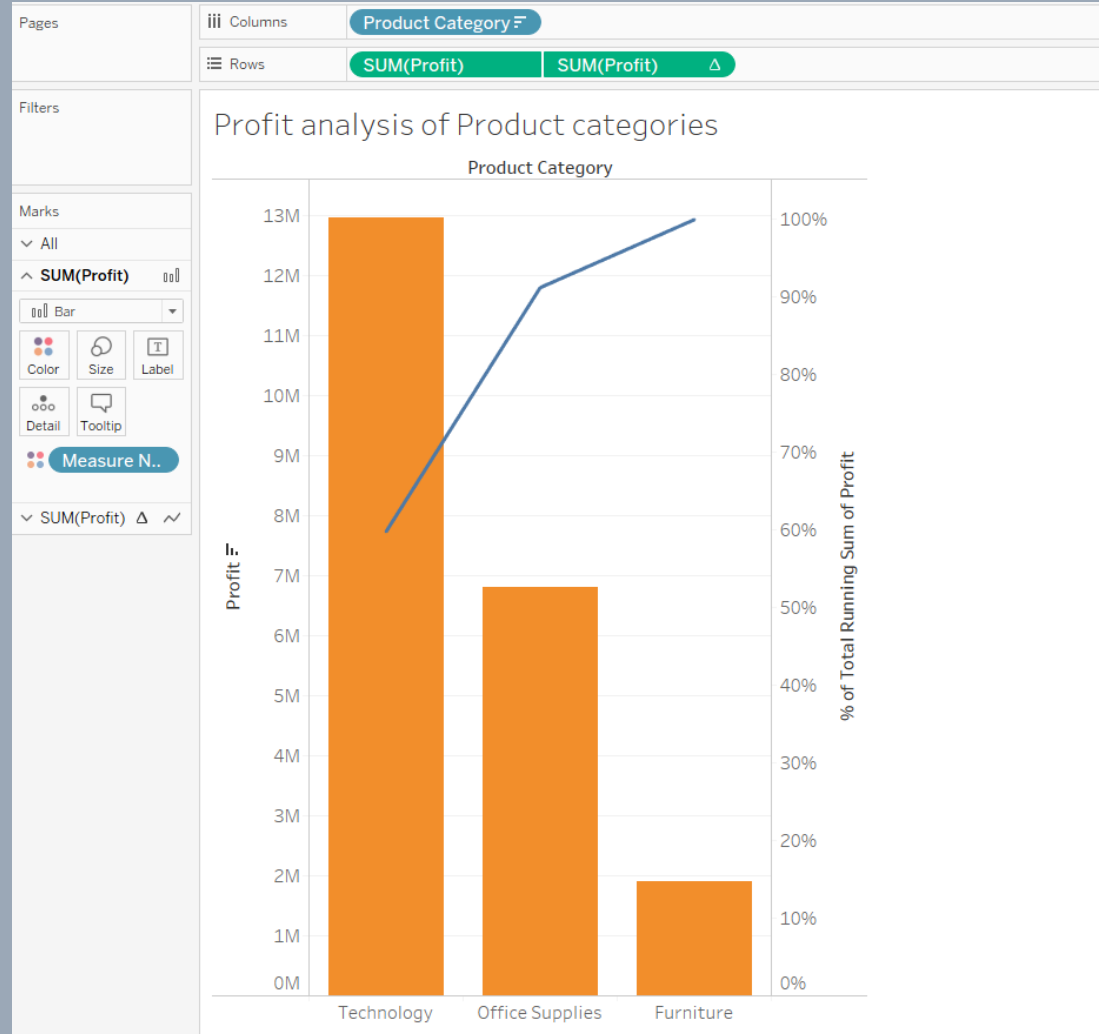 Pages
Columns
Product Category
Rows
SUM(Profit)
SUM(Profit) Δ
Filters
Marks
All
SUM(Profit)
Bar
Color
Size
Label
Detail
Tooltip
Measure N..
SUM(Profit) Δ
Profit analysis of Product categories
Product Category
Profit
13M
12M
11M
10M
9M
8M
7M
6M
5M
4M
3M
2M
1M
0M
100%
90%
80%
70%
60%
50%
40%
30%
20%
10%
0%
% of Total Running Sum of Profit
Technology
Office Supplies
Furniture